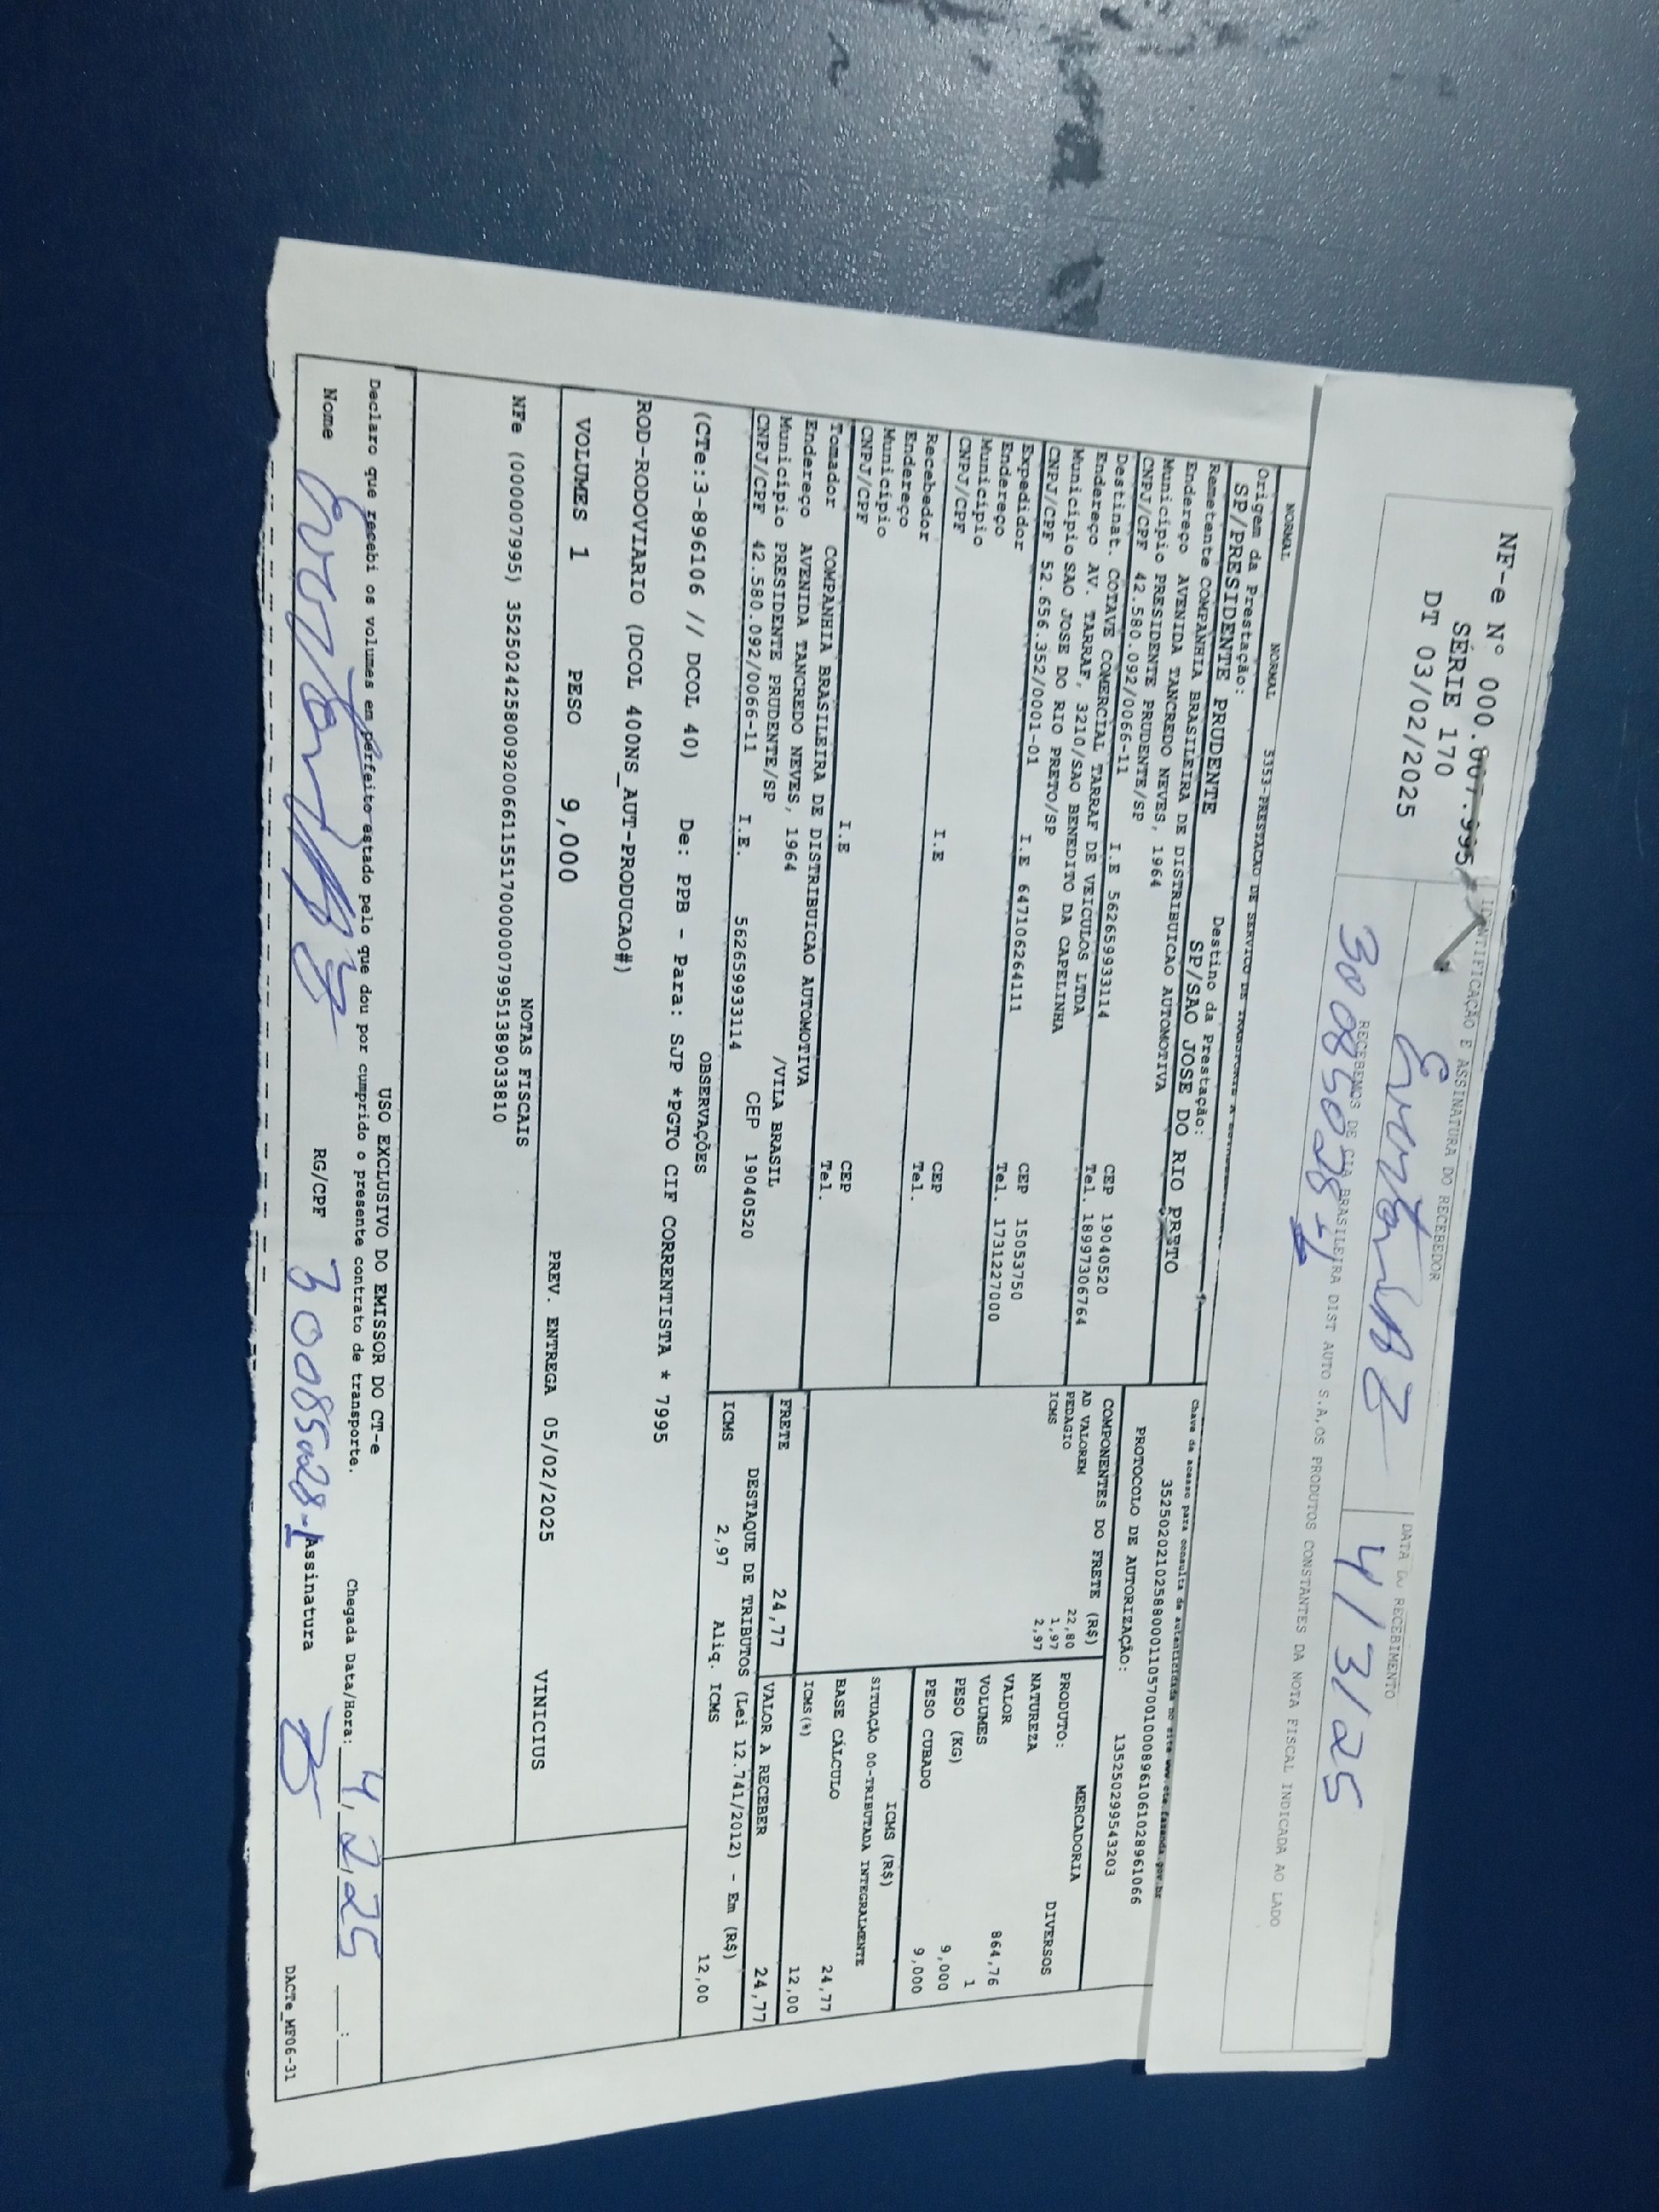 NF-e Nº 000.007.995
SÉRIE 170
DT 03/02/2025
IDENTIFICAÇÃO E ASSINATURA DO RECEBEDOR
DATA DO RECEBIMENTO
4/3/25
RECEBEMOS DE CIA BRASILEIRA DIST AUTO S.A, OS PRODUTOS CONSTANTES DA NOTA FISCAL INDICADA AO LADO
30085028-1
NORMAL NORMAL 5353-PRESTACAO DE SERVICO DE TRANSPORTE A
Origem da Prestação: Destino da Prestação:
SP/PRESIDENTE PRUDENTE SP/SAO JOSE DO RIO PRETO
Remetente COMPANHIA BRASILEIRA DE DISTRIBUICAO AUTOMOTIVA
Endereço AVENIDA TANCREDO NEVES, 1964
Município PRESIDENTE PRUDENTE/SP CEP 19040520
CNPJ/CPF 42.580.092/0066-11 I.E 562659933114 Tel. 18997306764
Destinat. COTAVE COMERCIAL TARRAF DE VEICULOS LTDA
Endereço AV. TARRAF, 3210/SAO BENEDITO DA CAPELINHA
Município SAO JOSE DO RIO PRETO/SP CEP 15053750
CNPJ/CPF 52.656.352/0001-01 I.E 647106264111 Tel. 1731227000
Expedidor
Endereço
Município CEP
CNPJ/CPF I.E Tel.
Recebedor
Endereço
Município CEP
CNPJ/CPF I.E Tel.
Tomador COMPANHIA BRASILEIRA DE DISTRIBUICAO AUTOMOTIVA
Endereço AVENIDA TANCREDO NEVES, 1964 /VILA BRASIL
Município PRESIDENTE PRUDENTE/SP CEP 19040520
CNPJ/CPF 42.580.092/0066-11 I.E. 562659933114
Chave de acesso para consulta de autenticidade no site www.cte.fazenda.gov.br
35250202102588000110570010008961061028961066
PROTOCOLO DE AUTORIZAÇÃO: 135250299543203
COMPONENTES DO FRETE (R$)
AD VALOREM 22,80
PEDAGIO 1,97
ICMS 2,97
MERCADORIA
PRODUTO: DIVERSOS
NATUREZA
VALOR 864,76
VOLUMES 1
PESO (KG) 9,000
PESO CUBADO 9,000
ICMS (R$)
SITUAÇÃO 00-TRIBUTADA INTEGRALMENTE
BASE CÁLCULO 24,77
ICMS(%) 12,00
FRETE 24,77 VALOR A RECEBER 24,77
DESTAQUE DE TRIBUTOS (Lei 12.741/2012) - Em (R$)
ICMS 2,97 Aliq. ICMS 12,00
OBSERVAÇÕES
(CTe:3-896106 // DCOL 40) De: PPB - Para: SJP *PGTO CIF CORRENTISTA * 7995
ROD-RODOVIARIO (DCOL 400NS_AUT-PRODUCAO#)
VOLUMES 1 PESO 9,000 PREV. ENTREGA 05/02/2025 VINICIUS
NOTAS FISCAIS
NFe (000007995) 35250242580092006611551700000079951389033810
USO EXCLUSIVO DO EMISSOR DO CT-e
Declaro que recebi os volumes em perfeito estado pelo que dou por cumprido o presente contrato de transporte. Chegada Data/Hora: 4/2/25 __:__
Nome RG/CPF 30085028-1 Assinatura
DACTe_MF06-31